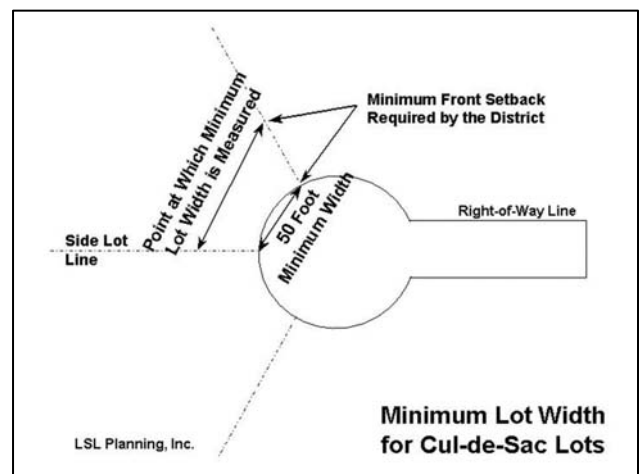 Point at Which Minimum
Lot Width is Measured
Minimum Front Setback
Required by the District
50 Foot
Minimum Width
Right-of-Way Line
Side Lot
Line
Minimum Lot Width
for Cul-de-Sac Lots
LSL Planning, Inc.